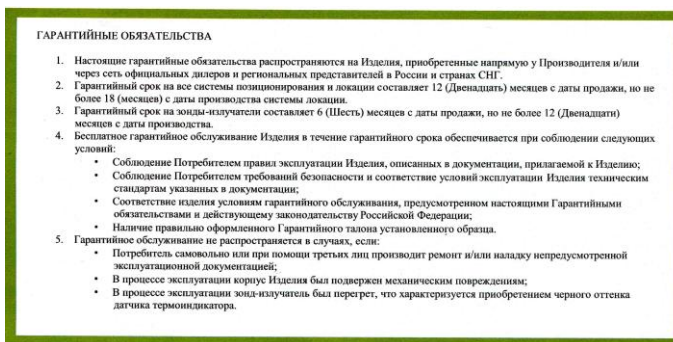 ГАРАНТИЙНЫЕ ОБЯЗАТЕЛЬСТВА
1. Настоящие гарантийные обязательства распространяются на Изделия, приобретенные напрямую у Производителя и/или
через сеть официальных дилеров и региональных представителей в России и странах СНГ.
2. Гарантийный срок на все системы позиционирования и локации составляет 12 (Двенадцать) месяцев с даты продажи, но не
более 18 (месяцев) с даты производства системы локации.
3. Гарантийный срок на зонды-излучатели составляет 6 (Шесть) месяцев с даты продажи, но не более 12 (Двенадцати)
месяцев с даты производства.
4. Бесплатное гарантийное обслуживание Изделия в течение гарантийного срока обеспечивается при соблюдении следующих
условий:
• Соблюдение Потребителем правил эксплуатации Изделия, описанных в документации, прилагаемой к Изделию;
• Соблюдение Потребителем требований безопасности и соответствие условий эксплуатации Изделия техническим
стандартам указанных в документации;
• Соответствие изделия условиям гарантийного обслуживания, предусмотренном настоящими Гарантийными
обязательствами и действующему законодательству Российской Федерации;
• Наличие правильно оформленного Гарантийного талона установленного образца.
5. Гарантийное обслуживание не распространяется в случаях, если:
• Потребитель самовольно или при помощи третьих лиц производит ремонт и/или наладку непредусмотренной
эксплуатационной документацией;
• В процессе эксплуатации корпус Изделия был подвержен механическим повреждениям;
• В процессе эксплуатации зонд-излучатель был перегрет, что характеризуется приобретением черного оттенка
датчика термоиндикатора.